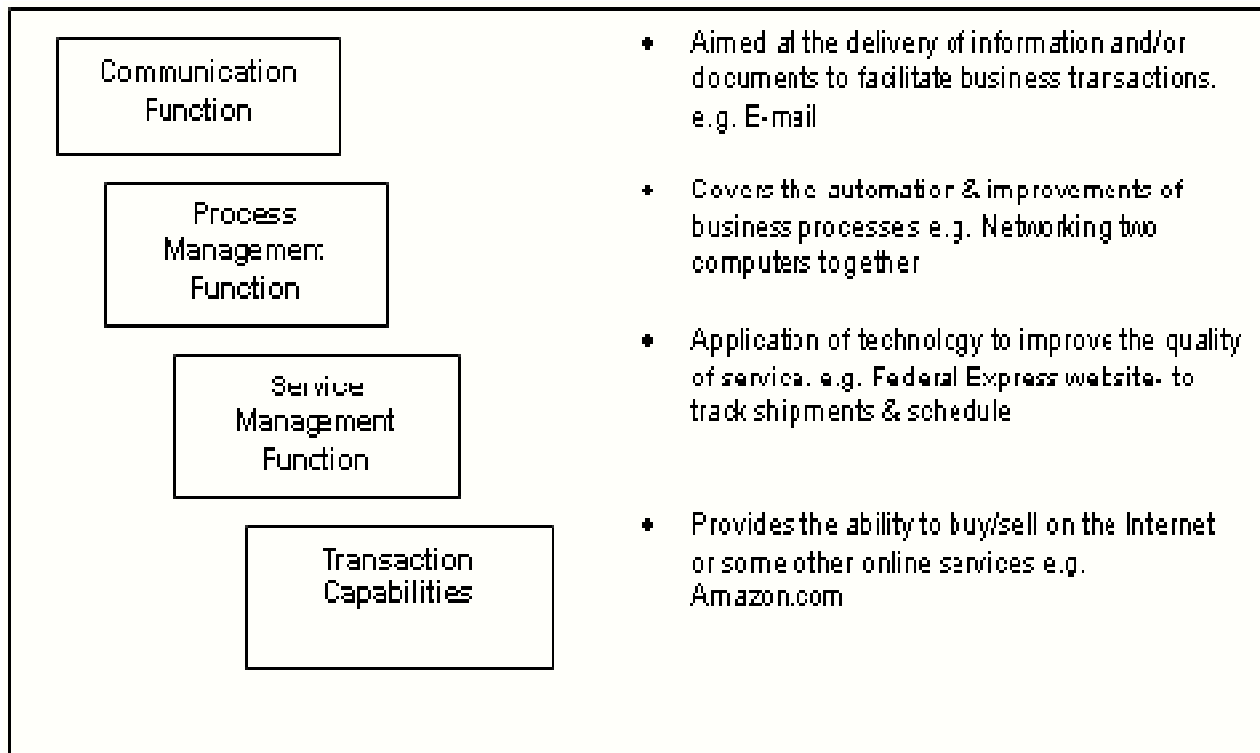 Communication
Function
• Aimed at the delivery of information and/or
documents to facilitate business transactions.
e.g. E-mail
Process
Management
Function
• Covers the automation & improvements of
business processes e.g. Networking two
computers together
Service
Management
Function
• Application of technology to improve the quality
of service. e.g. Federal Express website- to
track shipments & schedule
Transaction
Capabilities
• Provides the ability to buy/sell on the Internet
or some other online services e.g.
Amazon.com